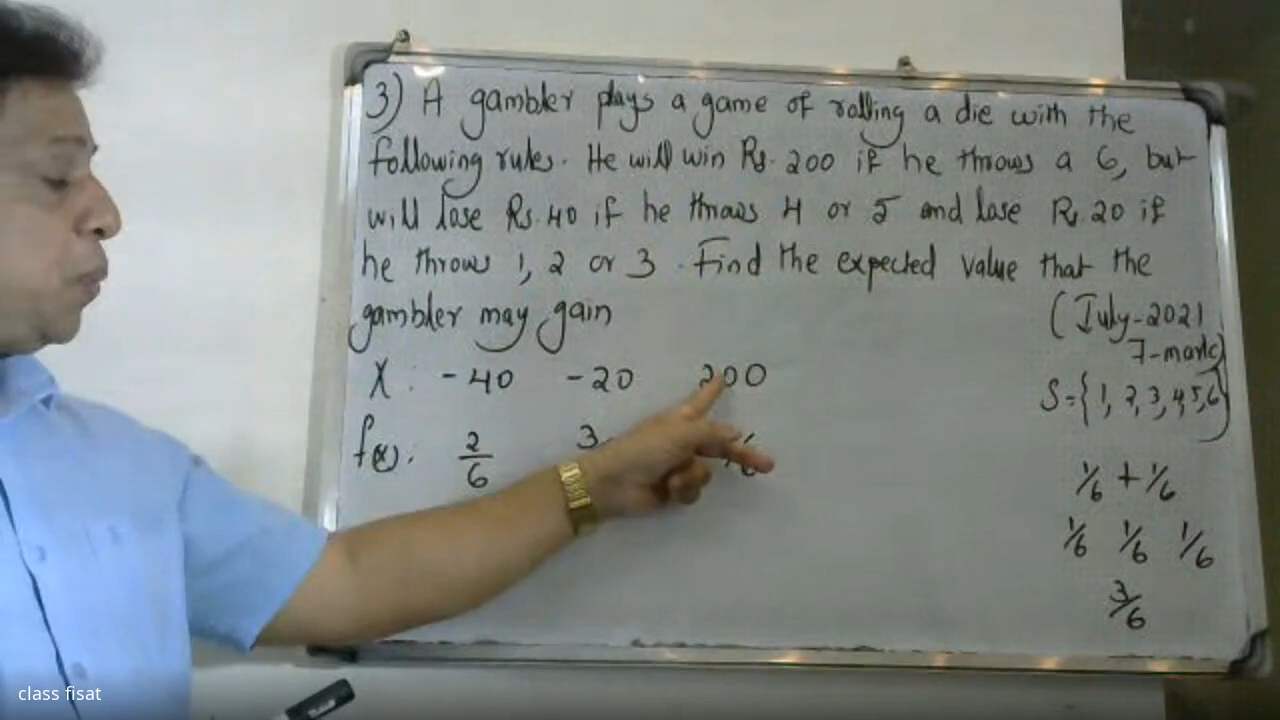 3) A gambler plays a game of rolling a die with the
following rules. He will win Rs. 200 if he throws a 6, but
will lose Rs. 40 if he throws 4 or 5 and lose Rs. 20 if
he throws 1, 2 or 3. Find the expected value that the
gambler may gain
(July-2021
7-mark)
X: -40 -20 200
S={1, 2, 3, 4, 5, 6}
f(x). 2/6 3 1/6
1/6 + 1/6
1/6 1/6 1/6
3/6
class fisat